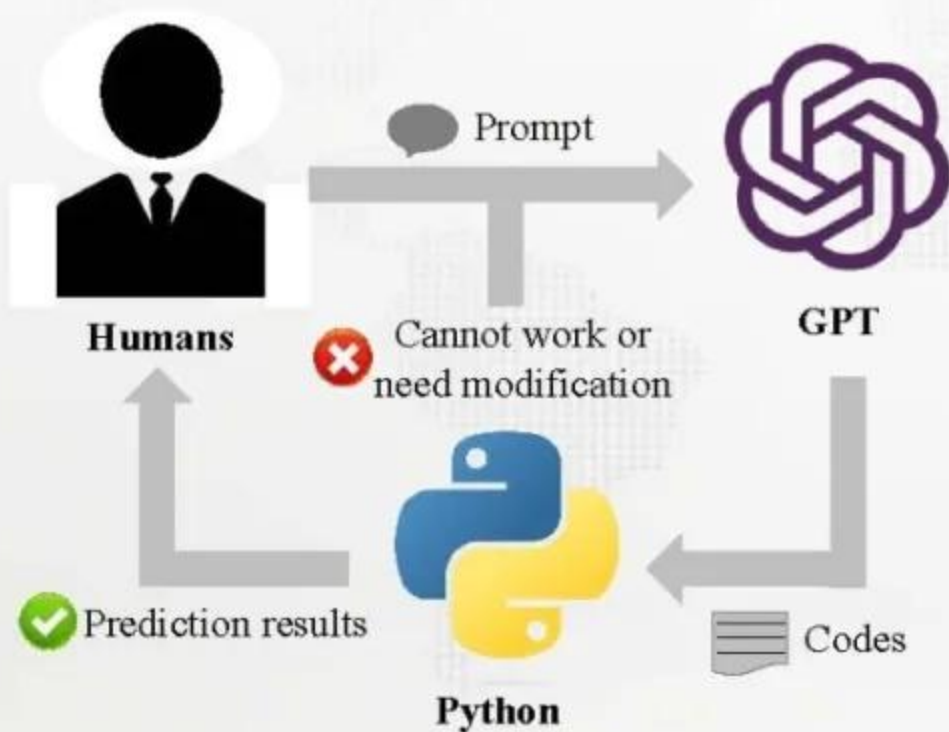 Prompt
Humans
GPT
Cannot work or
need modification
Prediction results
Codes
Python